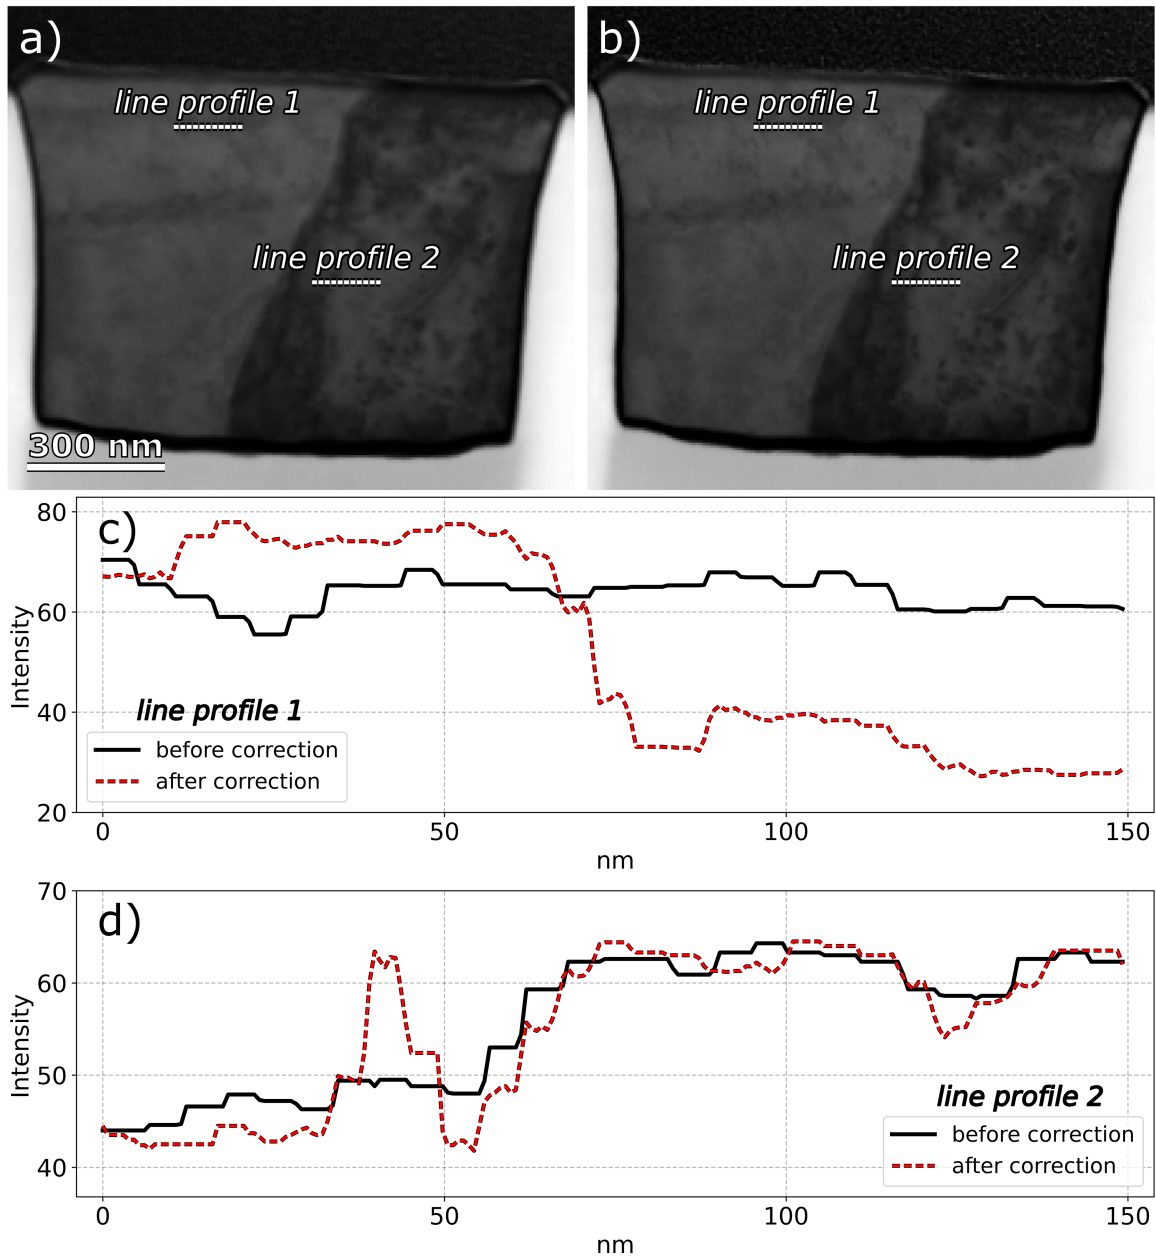 a)
line profile 1
line profile 2
300 nm
b)
line profile 1
line profile 2
c)
80
60
40
20
Intensity
line profile 1
before correction
after correction
0 50 100 150
nm
d)
70
60
50
40
Intensity
line profile 2
before correction
after correction
0 50 100 150
nm